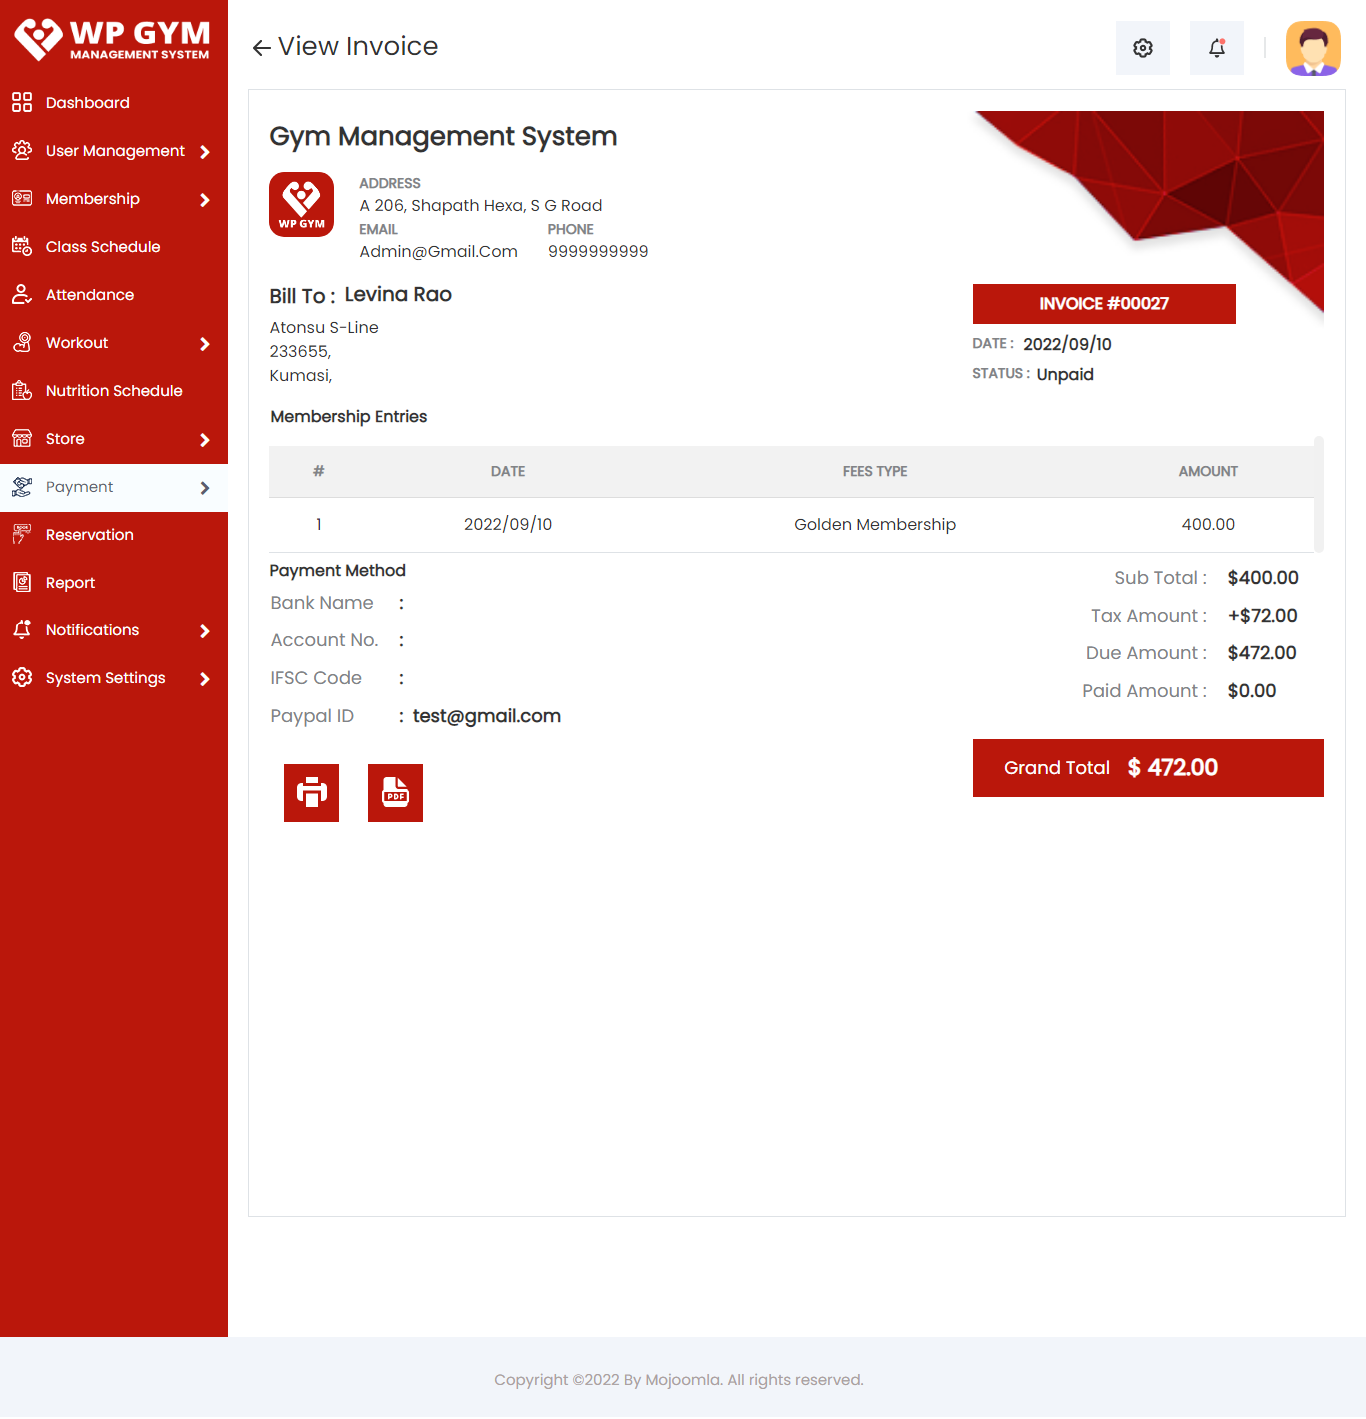 WP GYM
MANAGEMENT SYSTEM
Dashboard
User Management
Membership
Class Schedule
Attendance
Workout
Nutrition Schedule
Store
Payment
Reservation
Report
Notifications
System Settings
View Invoice
Gym Management System
WP GYM
ADDRESS
A 206, Shapath Hexa, S G Road
EMAIL PHONE
Admin@Gmail.Com 9999999999
Bill To : Levina Rao
Atonsu S-Line
233655,
Kumasi,
INVOICE #00027
DATE : 2022/09/10
STATUS : Unpaid
Membership Entries
# DATE FEES TYPE AMOUNT
1 2022/09/10 Golden Membership 400.00
Payment Method
Bank Name :
Account No. :
IFSC Code :
Paypal ID : test@gmail.com
Sub Total : $400.00
Tax Amount : +$72.00
Due Amount : $472.00
Paid Amount : $0.00
Grand Total $ 472.00
PDF
Copyright ©2022 By Mojoomla. All rights reserved.